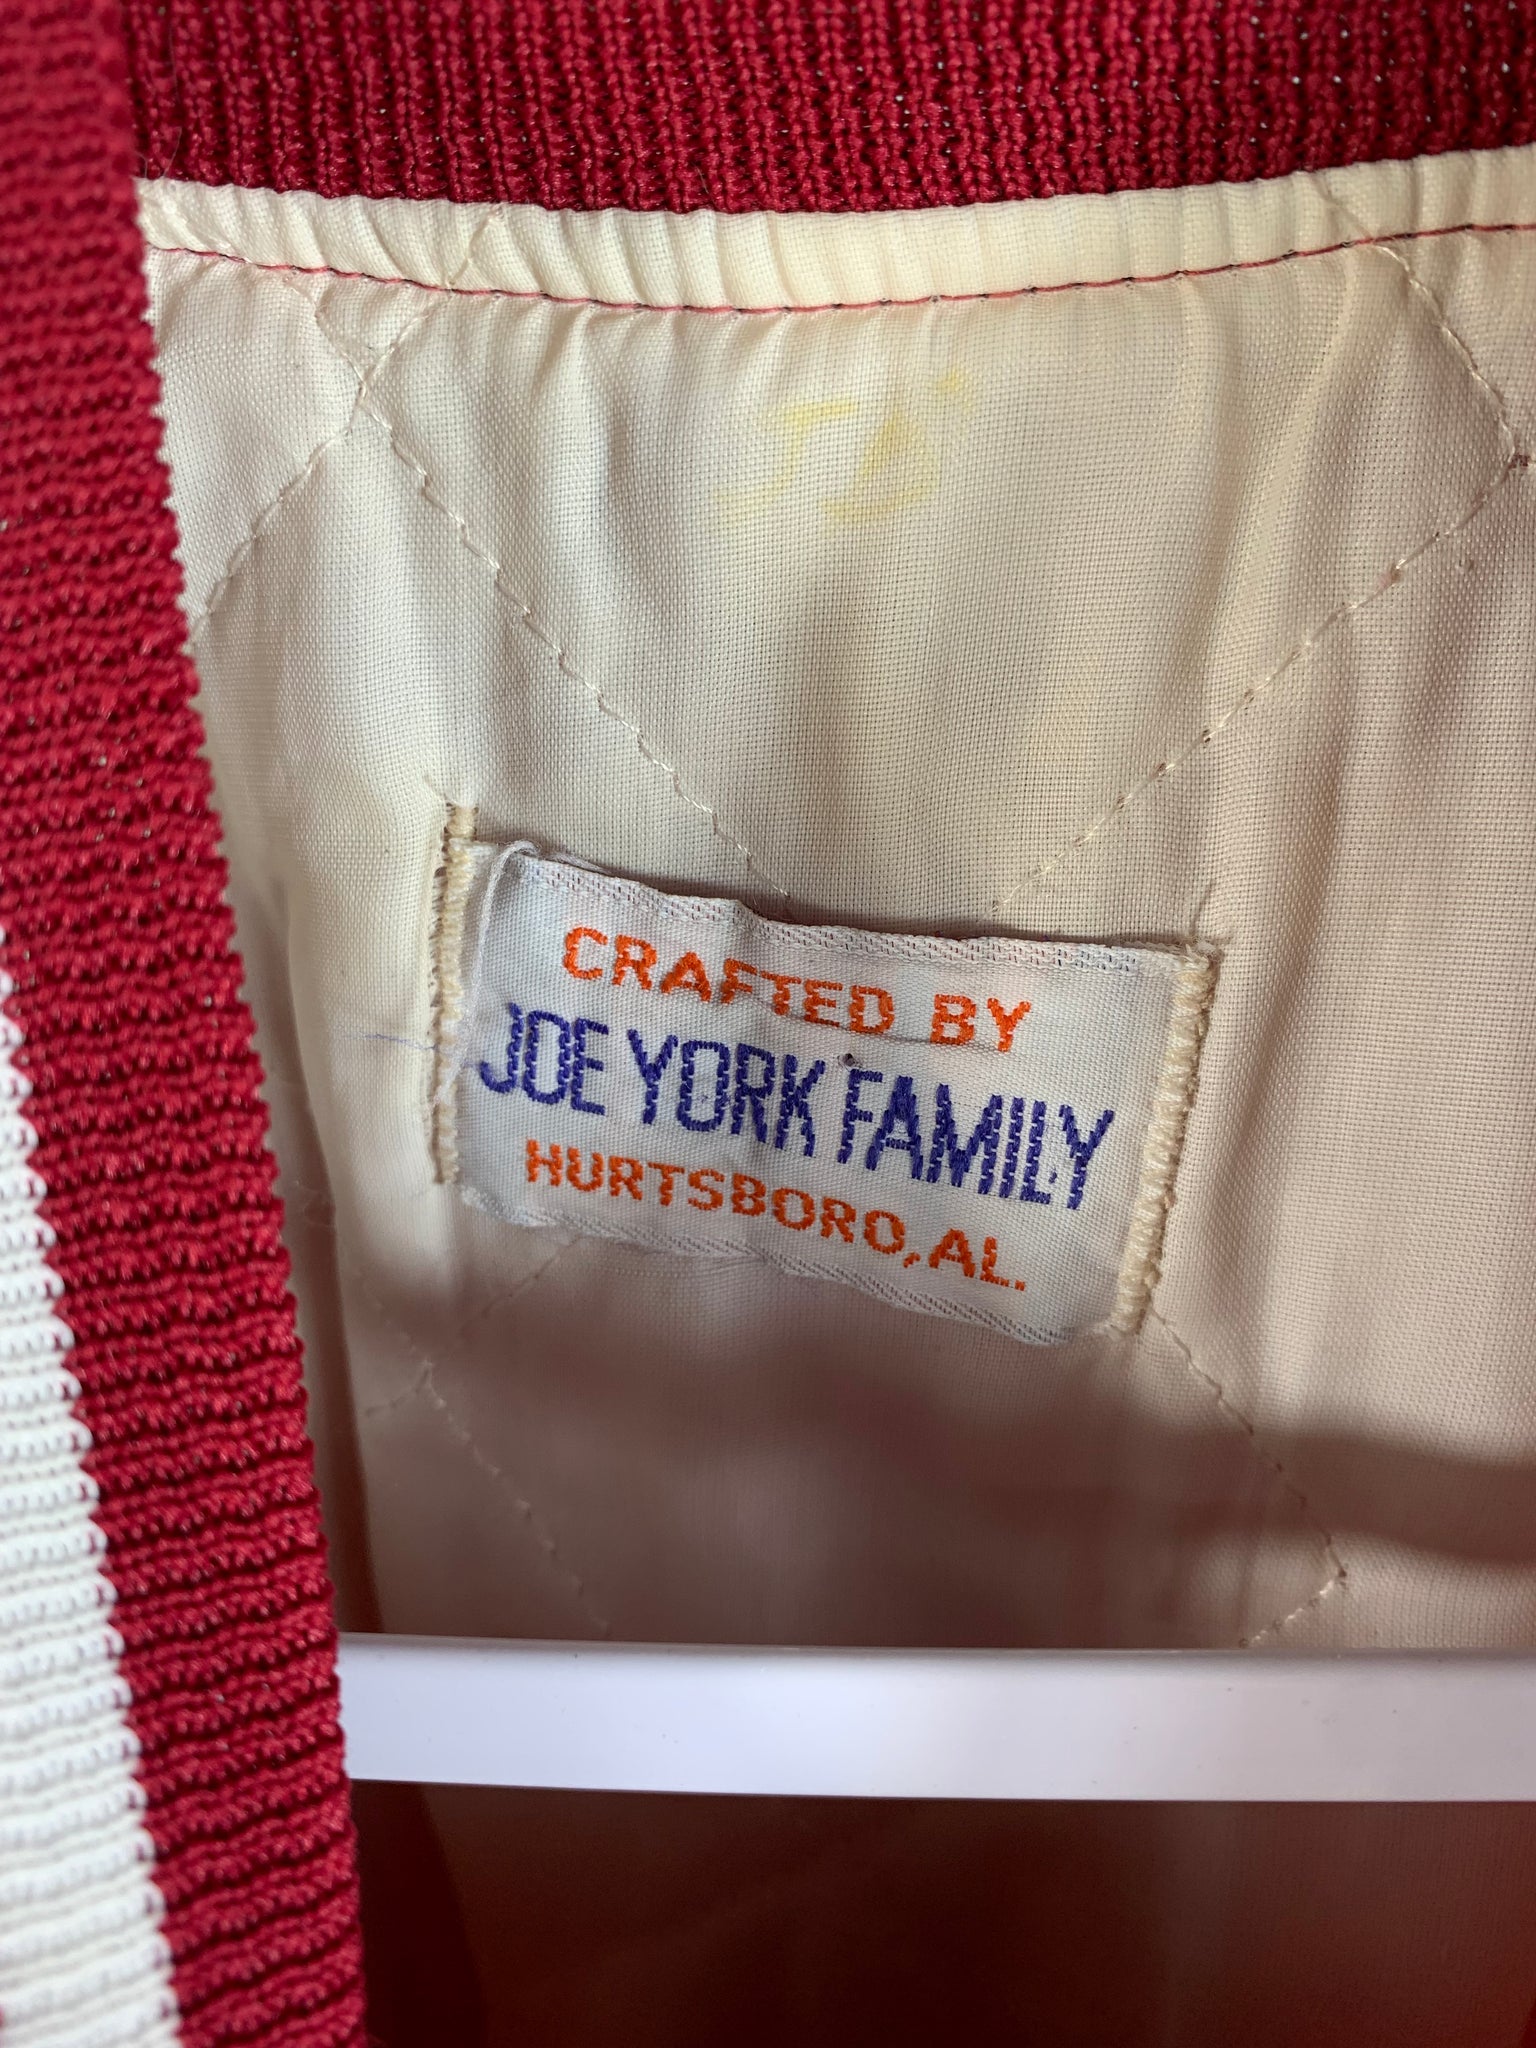 CRAFTED BY
JOE YORK FAMILY
HURTSBORO, AL.